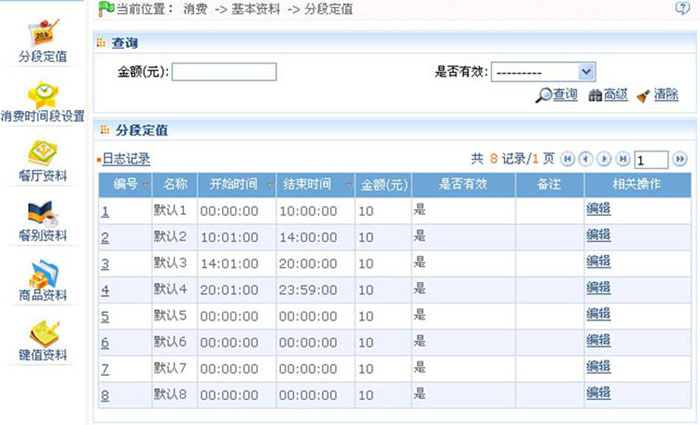 当前位置: 消费 -> 基本资料 -> 分段定值
分段定值
消费时间段设置
餐厅资料
餐别资料
商品资料
键值资料
查询
金额(元): 是否有效: ---------
查询 高级 清除
分段定值
日志记录 共 8 记录/1 页 1
编号 名称 开始时间 结束时间 金额(元) 是否有效 备注 相关操作
1 默认1 00:00:00 10:00:00 10 是 编辑
2 默认2 10:01:00 14:00:00 10 是 编辑
3 默认3 14:01:00 20:00:00 10 是 编辑
4 默认4 20:01:00 23:59:00 10 是 编辑
5 默认5 00:00:00 00:00:00 10 是 编辑
6 默认6 00:00:00 00:00:00 10 是 编辑
7 默认7 00:00:00 00:00:00 10 是 编辑
8 默认8 00:00:00 00:00:00 10 是 编辑